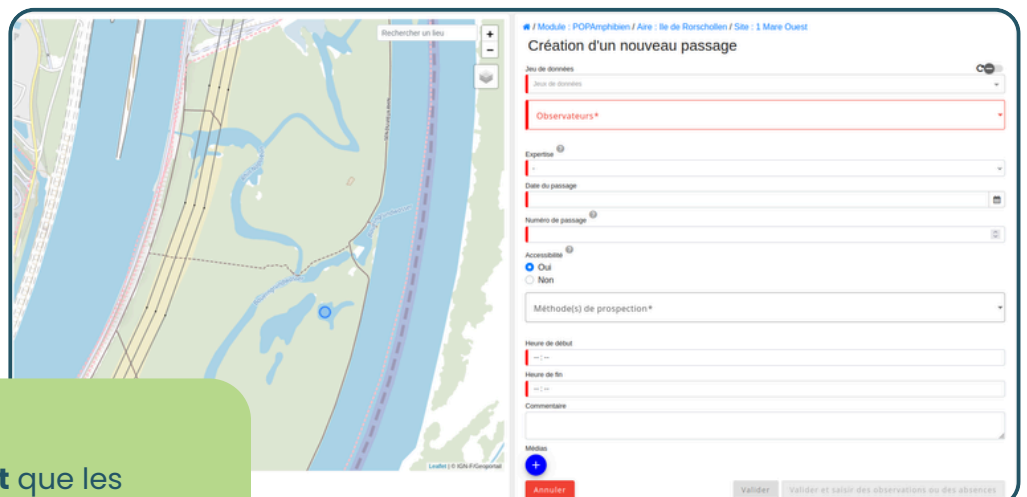 Rechercher un lieu
+
-
Leaflet | © IGN-F/Geoportail
t que les
/ Module : POPAmphibien / Aire : Ile de Rorschollen / Site : 1 Mare Ouest
Création d'un nouveau passage
Jeu de données
Jeux de données
Observateurs*
Expertise
-
Date du passage
Numéro de passage
Accessibilité
Oui
Non
Méthode(s) de prospection*
Heure de début
--:--
Heure de fin
--:--
Commentaire
Médias
+
Annuler
Valider
Valider et saisir des observations ou des absences